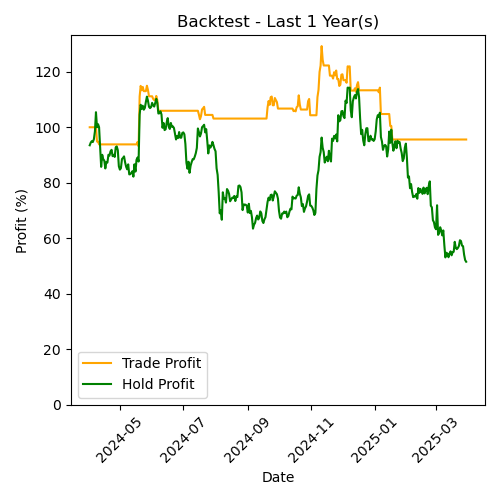 Backtest - Last 1 Year(s)
Profit (%)
120
100
80
60
40
20
0
Trade Profit
Hold Profit
2024-05
2024-07
2024-09
2024-11
2025-01
2025-03
Date